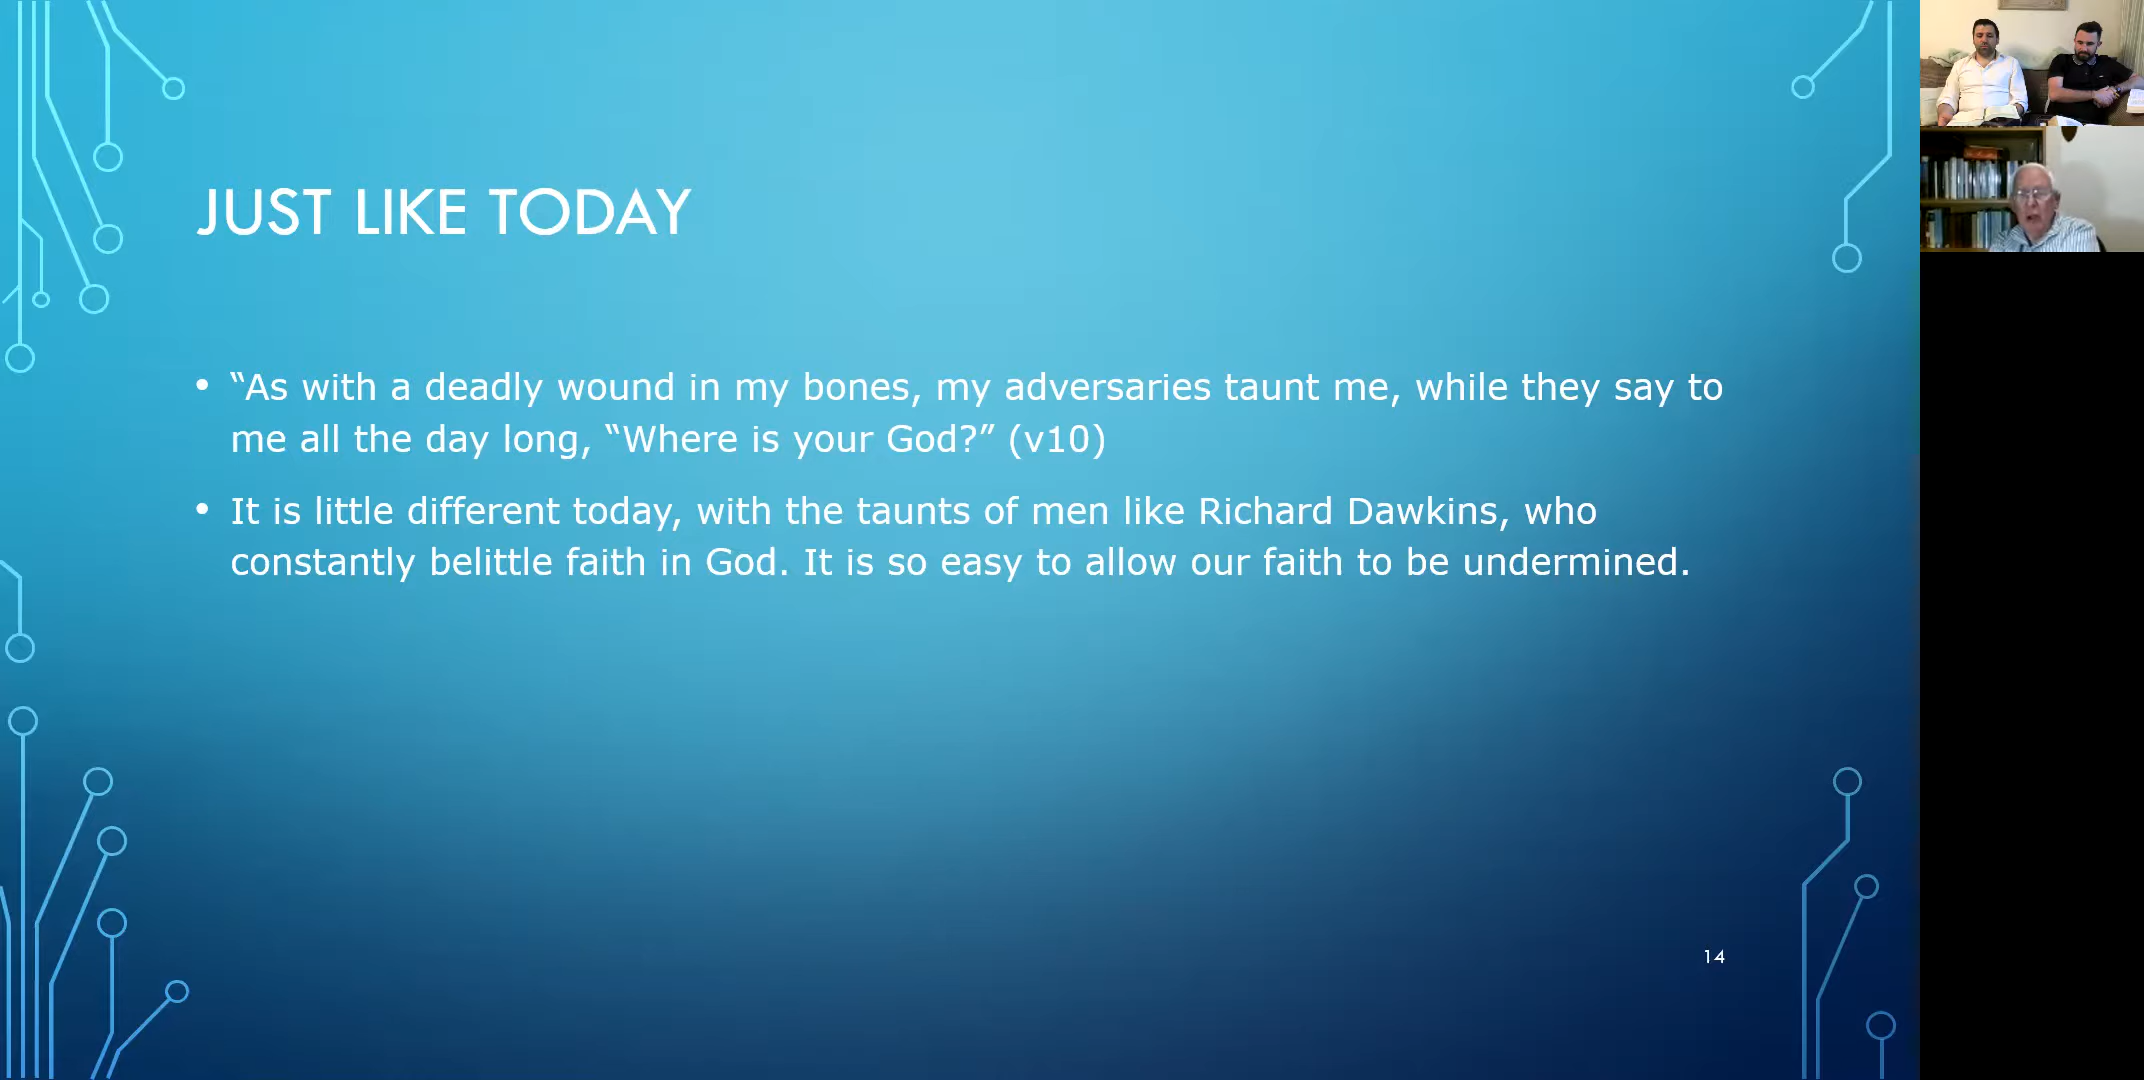 JUST LIKE TODAY
• “As with a deadly wound in my bones, my adversaries taunt me, while they say to
me all the day long, “Where is your God?” (v10)
• It is little different today, with the taunts of men like Richard Dawkins, who
constantly belittle faith in God. It is so easy to allow our faith to be undermined.
14